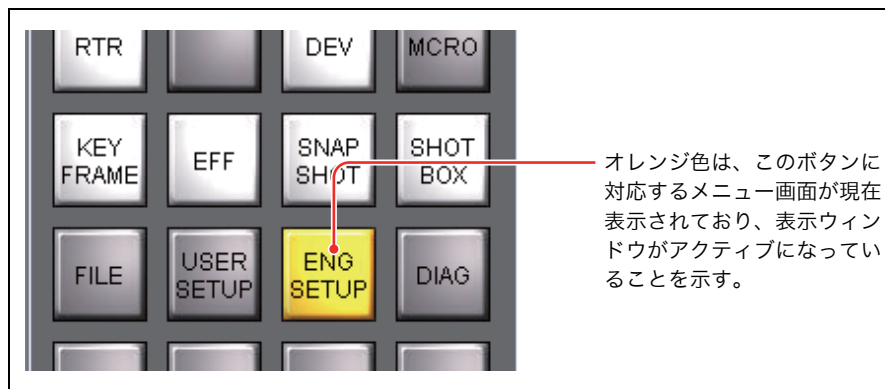 RTR
DEV
MCRO
KEY
FRAME
EFF
SNAP
SHOT
SHOT
BOX
FILE
USER
SETUP
ENG
SETUP
DIAG
オレンジ色は、このボタンに
対応するメニュー画面が現在
表示されており、表示ウィン
ドウがアクティブになってい
ることを示す。